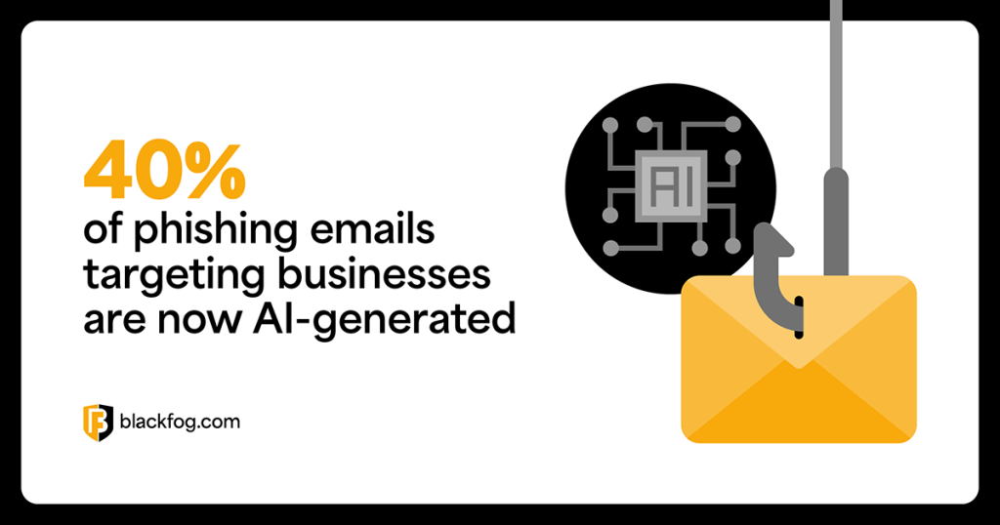 40%
of phishing emails
targeting businesses
are now AI-generated
blackfog.com
AI